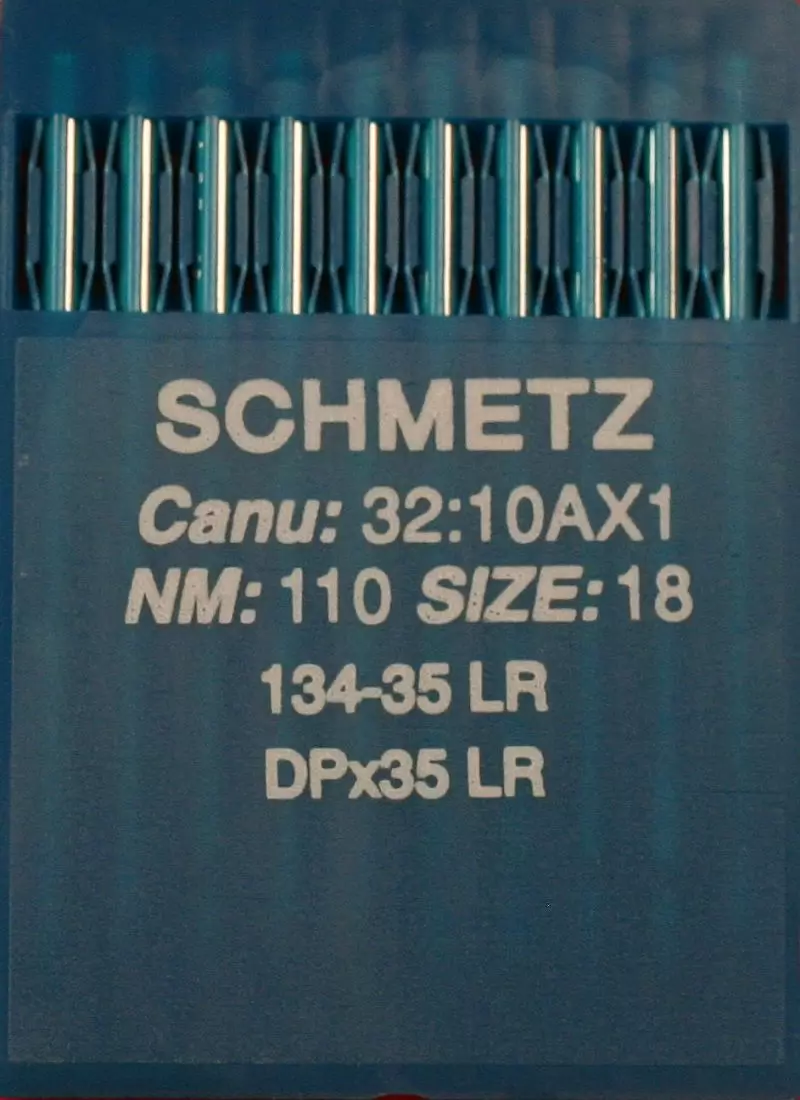 SCHMETZ
Canu: 32:10AX1
NM: 110 SIZE: 18
134-35 LR
DPx35 LR